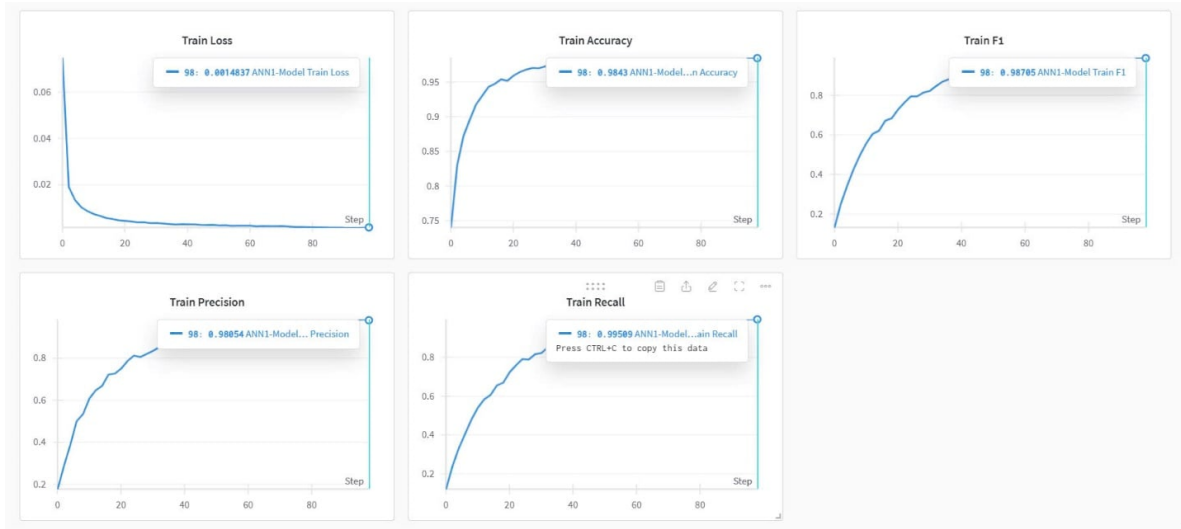 Train Loss
98: 0.0014837 ANN1-Model Train Loss
0.06
0.04
0.02
Step
0 20 40 60 80
Train Accuracy
98: 0.9843 ANN1-Model...n Accuracy
0.95
0.9
0.85
0.8
0.75
Step
0 20 40 60 80
Train F1
98: 0.98705 ANN1-Model Train F1
0.8
0.6
0.4
0.2
Step
0 20 40 60 80
Train Precision
98: 0.98054 ANN1-Model... Precision
0.8
0.6
0.4
0.2
Step
0 20 40 60 80
Train Recall
98: 0.99509 ANN1-Model...ain Recall
Press CTRL+C to copy this data
0.8
0.6
0.4
0.2
Step
0 20 40 60 80